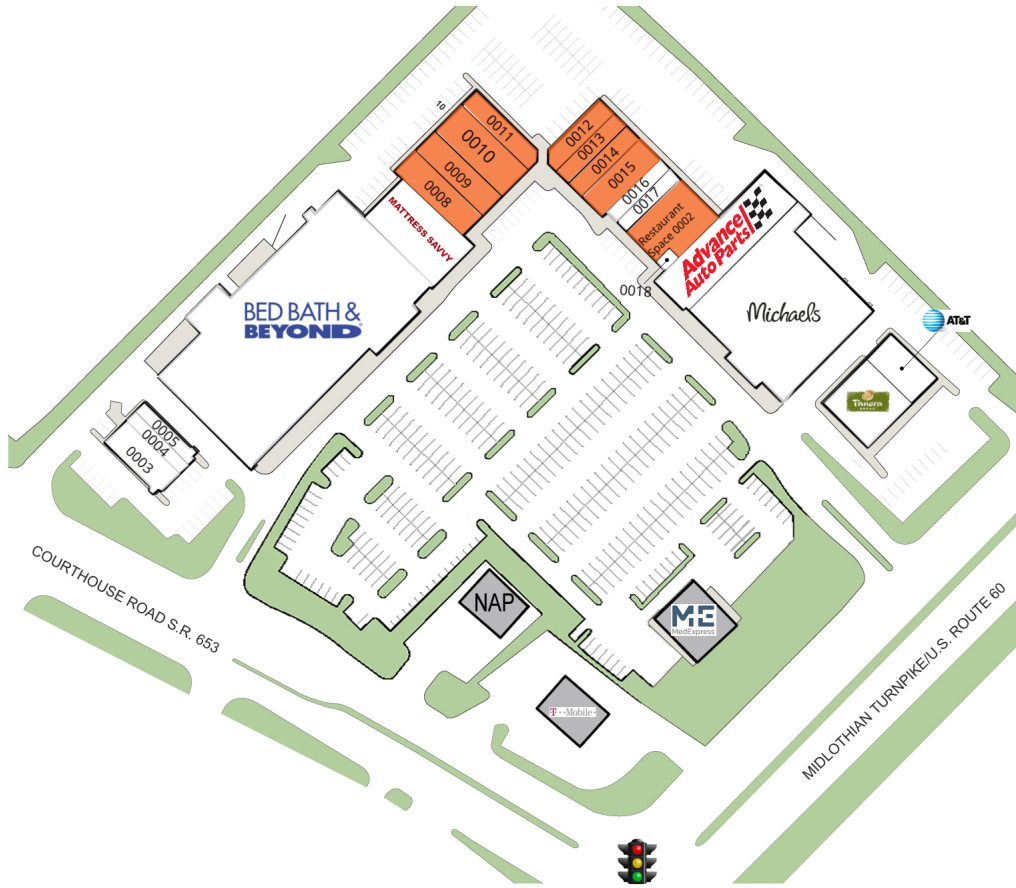 10
0011
0010
0009
0008
MATTRESS SAVVY
0012
0013
0014
0015
0016
0017
Restaurant
Space 0002
0018
Advance
Auto Parts
Michaels
BED BATH &
BEYOND
AT&T
Panera
BREAD
0005
0004
0003
NAP
ME
MedExpress
T··Mobile·
COURTHOUSE ROAD S.R. 653
MIDLOTHIAN TURNPIKE/U.S. ROUTE 60